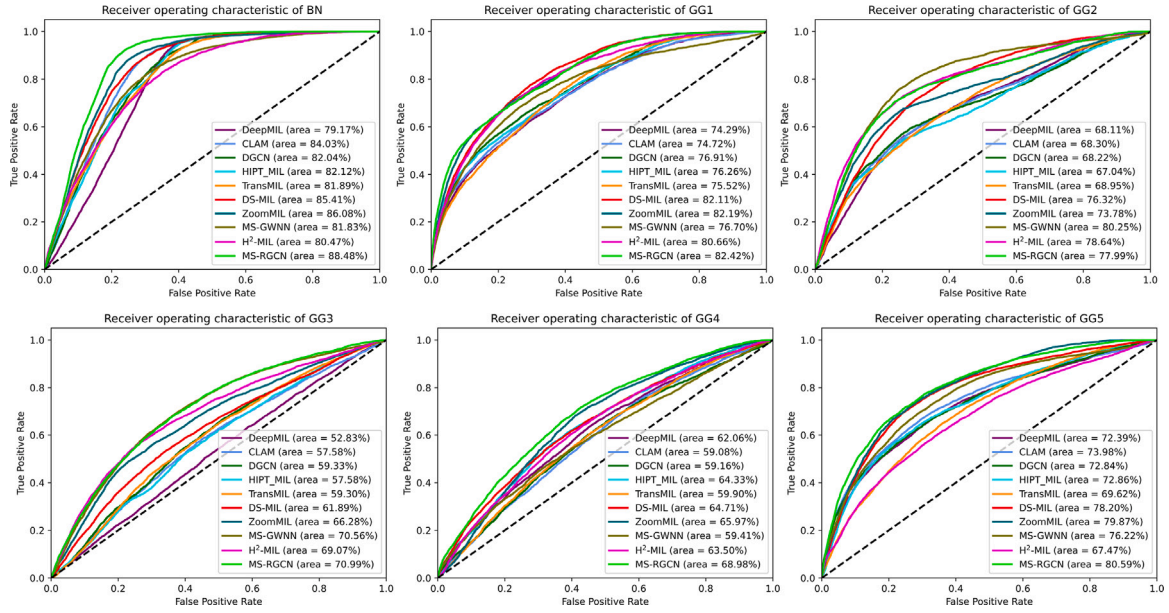 Receiver operating characteristic of BN
True Positive Rate
1.0
0.8
0.6
0.4
0.2
0.0
DeepMIL (area = 79.17%)
CLAM (area = 84.03%)
DGCN (area = 82.04%)
HIPT_MIL (area = 82.12%)
TransMIL (area = 81.89%)
DS-MIL (area = 85.41%)
ZoomMIL (area = 86.08%)
MS-GWNN (area = 81.83%)
H²-MIL (area = 80.47%)
MS-RGCN (area = 88.48%)
0.0 0.2 0.4 0.6 0.8 1.0
False Positive Rate
Receiver operating characteristic of GG1
True Positive Rate
1.0
0.8
0.6
0.4
0.2
0.0
DeepMIL (area = 74.29%)
CLAM (area = 74.72%)
DGCN (area = 76.91%)
HIPT_MIL (area = 76.26%)
TransMIL (area = 75.52%)
DS-MIL (area = 82.11%)
ZoomMIL (area = 82.19%)
MS-GWNN (area = 76.70%)
H²-MIL (area = 80.66%)
MS-RGCN (area = 82.42%)
0.0 0.2 0.4 0.6 0.8 1.0
False Positive Rate
Receiver operating characteristic of GG2
True Positive Rate
1.0
0.8
0.6
0.4
0.2
0.0
DeepMIL (area = 68.11%)
CLAM (area = 68.30%)
DGCN (area = 68.22%)
HIPT_MIL (area = 67.04%)
TransMIL (area = 68.95%)
DS-MIL (area = 76.32%)
ZoomMIL (area = 73.78%)
MS-GWNN (area = 80.25%)
H²-MIL (area = 78.64%)
MS-RGCN (area = 77.99%)
0.0 0.2 0.4 0.6 0.8 1.0
False Positive Rate
Receiver operating characteristic of GG3
True Positive Rate
1.0
0.8
0.6
0.4
0.2
0.0
DeepMIL (area = 52.83%)
CLAM (area = 57.58%)
DGCN (area = 59.33%)
HIPT_MIL (area = 57.58%)
TransMIL (area = 59.30%)
DS-MIL (area = 61.89%)
ZoomMIL (area = 66.28%)
MS-GWNN (area = 70.56%)
H²-MIL (area = 69.07%)
MS-RGCN (area = 70.99%)
0.0 0.2 0.4 0.6 0.8 1.0
False Positive Rate
Receiver operating characteristic of GG4
True Positive Rate
1.0
0.8
0.6
0.4
0.2
0.0
DeepMIL (area = 62.06%)
CLAM (area = 59.08%)
DGCN (area = 59.16%)
HIPT_MIL (area = 64.33%)
TransMIL (area = 59.90%)
DS-MIL (area = 64.71%)
ZoomMIL (area = 65.97%)
MS-GWNN (area = 59.41%)
H²-MIL (area = 63.50%)
MS-RGCN (area = 68.98%)
0.0 0.2 0.4 0.6 0.8 1.0
False Positive Rate
Receiver operating characteristic of GG5
True Positive Rate
1.0
0.8
0.6
0.4
0.2
0.0
DeepMIL (area = 72.39%)
CLAM (area = 73.98%)
DGCN (area = 72.84%)
HIPT_MIL (area = 72.86%)
TransMIL (area = 69.62%)
DS-MIL (area = 78.20%)
ZoomMIL (area = 79.87%)
MS-GWNN (area = 76.22%)
H²-MIL (area = 67.47%)
MS-RGCN (area = 80.59%)
0.0 0.2 0.4 0.6 0.8 1.0
False Positive Rate